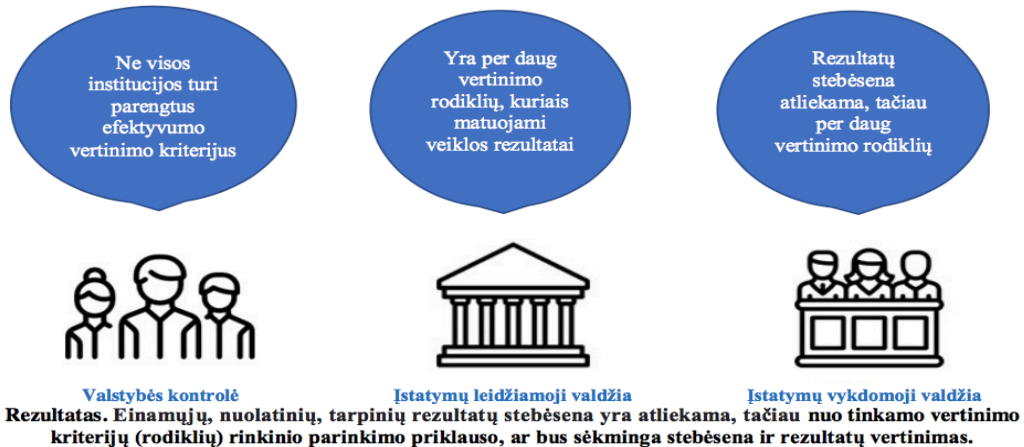 Ne visos
institucijos turi
parengtus
efektyvumo
vertinimo kriterijus
Yra per daug
vertinimo
rodiklių, kuriais
matuojami
veiklos rezultatai
Rezultatų
stebėsena
atliekama, tačiau
per daug
vertinimo rodiklių
Valstybės kontrolė
Įstatymų leidžiamoji valdžia
Įstatymų vykdomoji valdžia
Rezultatas. Einamųjų, nuolatinių, tarpinių rezultatų stebėsena yra atliekama, tačiau nuo tinkamo vertinimo
kriterijų (rodiklių) rinkinio parinkimo priklauso, ar bus sėkminga stebėsena ir rezultatų vertinimas.